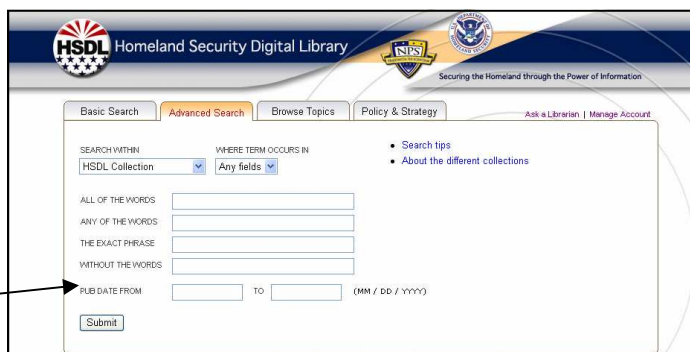 HSDL Homeland Security Digital Library
NPS
Securing the Homeland through the Power of Information
Basic Search Advanced Search Browse Topics Policy & Strategy
Ask a Librarian | Manage Account
SEARCH WITHIN WHERE TERM OCCURS IN
HSDL Collection Any fields
• Search tips
• About the different collections
ALL OF THE WORDS
ANY OF THE WORDS
THE EXACT PHRASE
WITHOUT THE WORDS
PUB DATE FROM TO (MM / DD / YYYY)
Submit